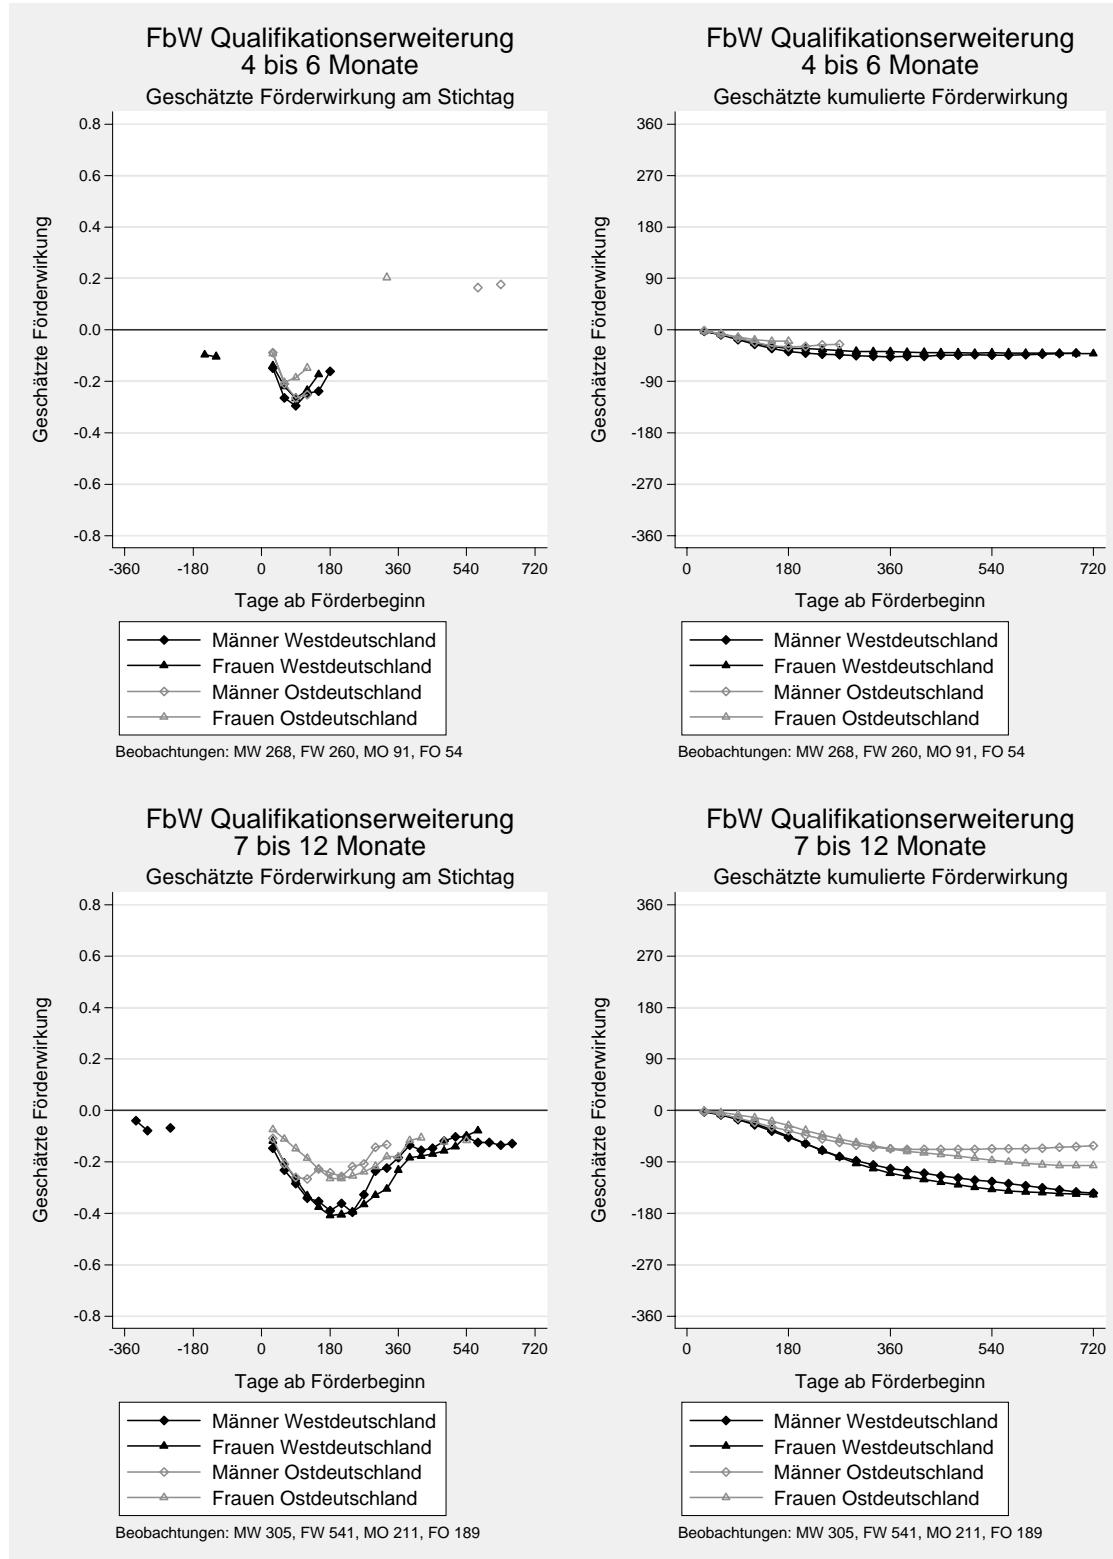 FbW Qualifikationserweiterung
4 bis 6 Monate
Geschätzte Förderwirkung am Stichtag
0.8
0.6
0.4
0.2
0.0
-0.2
-0.4
-0.6
-0.8
Geschätzte Förderwirkung
-360 -180 0 180 360 540 720
Tage ab Förderbeginn
Männer Westdeutschland
Frauen Westdeutschland
Männer Ostdeutschland
Frauen Ostdeutschland
Beobachtungen: MW 268, FW 260, MO 91, FO 54
FbW Qualifikationserweiterung
4 bis 6 Monate
Geschätzte kumulierte Förderwirkung
360
270
180
90
0
-90
-180
-270
-360
Geschätzte Förderwirkung
0 180 360 540 720
Tage ab Förderbeginn
Männer Westdeutschland
Frauen Westdeutschland
Männer Ostdeutschland
Frauen Ostdeutschland
Beobachtungen: MW 268, FW 260, MO 91, FO 54
FbW Qualifikationserweiterung
7 bis 12 Monate
Geschätzte Förderwirkung am Stichtag
0.8
0.6
0.4
0.2
0.0
-0.2
-0.4
-0.6
-0.8
Geschätzte Förderwirkung
-360 -180 0 180 360 540 720
Tage ab Förderbeginn
Männer Westdeutschland
Frauen Westdeutschland
Männer Ostdeutschland
Frauen Ostdeutschland
Beobachtungen: MW 305, FW 541, MO 211, FO 189
FbW Qualifikationserweiterung
7 bis 12 Monate
Geschätzte kumulierte Förderwirkung
360
270
180
90
0
-90
-180
-270
-360
Geschätzte Förderwirkung
0 180 360 540 720
Tage ab Förderbeginn
Männer Westdeutschland
Frauen Westdeutschland
Männer Ostdeutschland
Frauen Ostdeutschland
Beobachtungen: MW 305, FW 541, MO 211, FO 189